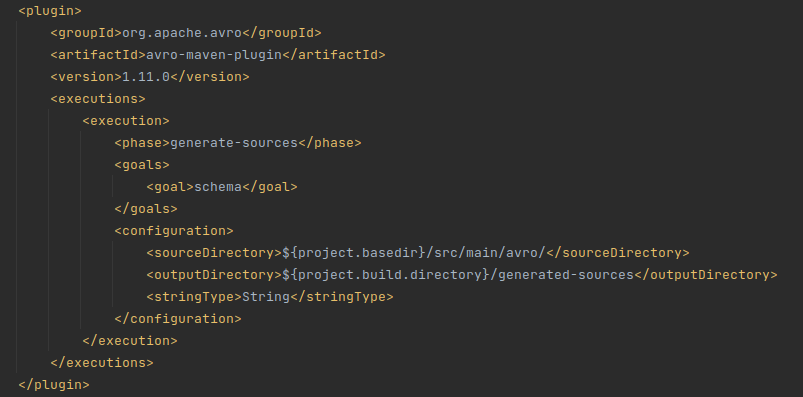 <plugin>
<groupId>org.apache.avro</groupId>
<artifactId>avro-maven-plugin</artifactId>
<version>1.11.0</version>
<executions>
<execution>
<phase>generate-sources</phase>
<goals>
<goal>schema</goal>
</goals>
<configuration>
<sourceDirectory>${project.basedir}/src/main/avro/</sourceDirectory>
<outputDirectory>${project.build.directory}/generated-sources</outputDirectory>
<stringType>String</stringType>
</configuration>
</execution>
</executions>
</plugin>